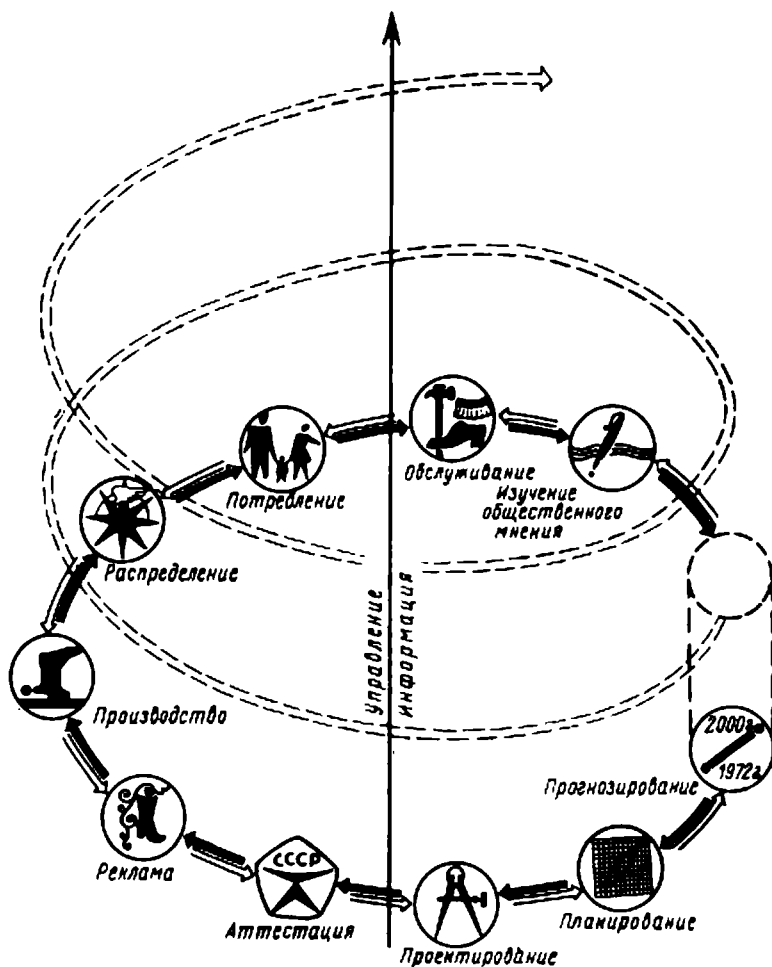 Обслуживание
Потребление
Изучение
общественного
мнения
Распределение
Управление
Информация
Производство
2000г.
1972г.
Прогнозирование
Реклама
СССР
Планирование
Аттестация
Проектирование